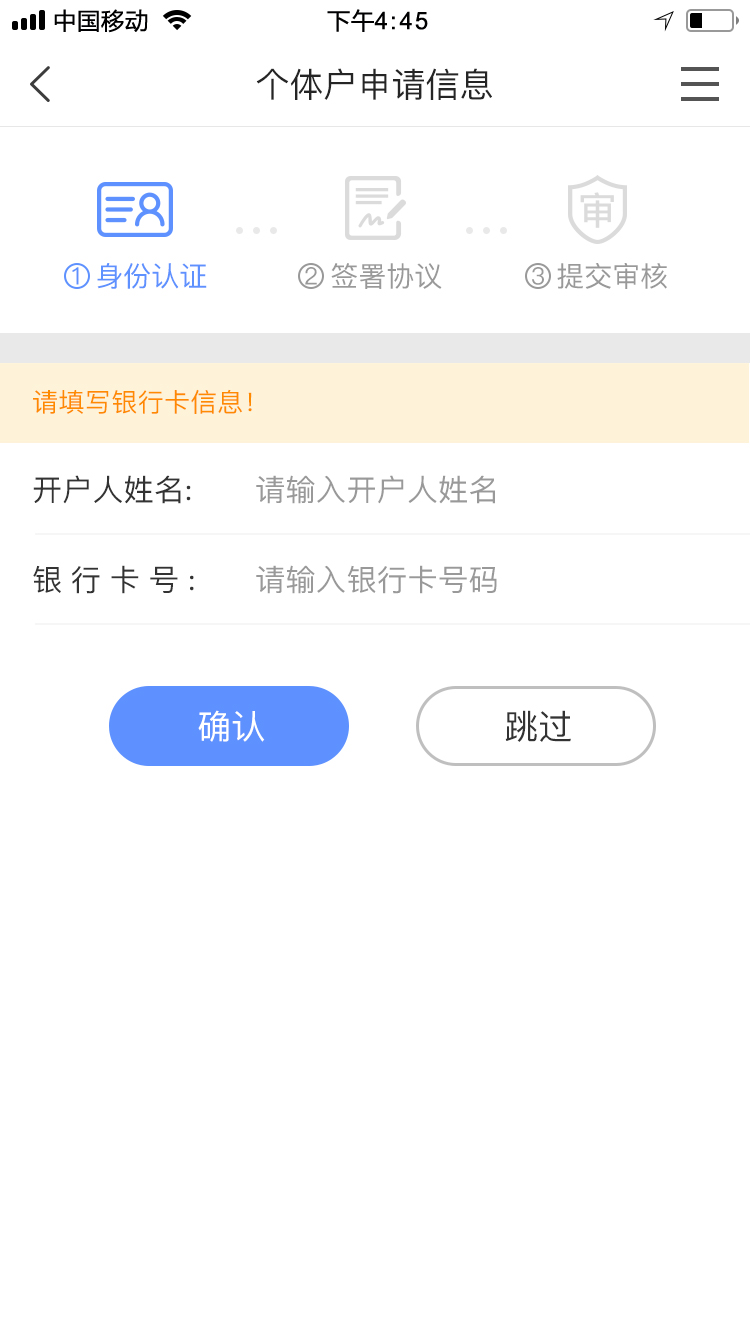 中国移动 下午4:45
个体户申请信息
审
①身份认证 ②签署协议 ③提交审核
请填写银行卡信息!
开户人姓名: 请输入开户人姓名
银行卡号: 请输入银行卡号码
确认 跳过